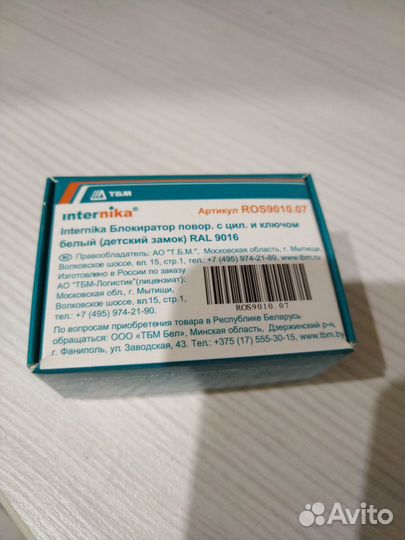 ТБМ
internika®
Артикул ROS9010.07
Internika Блокиратор повор. с цил. и ключом
белый (детский замок) RAL 9016
Правообладатель: АО "Т.Б.М.", Московская область, г. Мытищи,
Волковское шоссе, вл. 15, стр.1, тел.: +7 (495) 974-21-89, www.tbm.ru
Изготовлено в России по заказу
АО "ТБМ-Логистик"(лицензиат):
Московская обл., г. Мытищи,
Волковское шоссе, вл. 15, стр.1,
тел.: +7 (495) 974-21-90.
ROS9010.07
По вопросам приобретения товара в Республике Беларусь
обращаться: ООО «ТБМ Бел», Минская область, Дзержинский р-н,
г. Фаниполь, ул. Заводская, 43. Тел.: +375 (17) 555-30-15, www.tbm.by
Avito